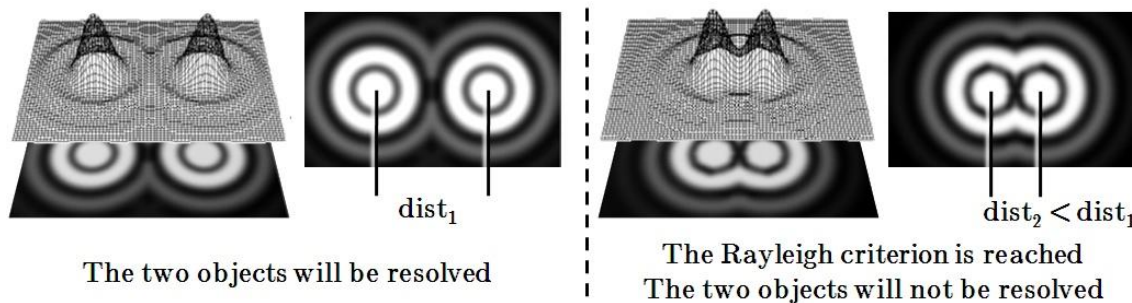 dist₁
The two objects will be resolved
dist₂ < dist₁
The Rayleigh criterion is reached
The two objects will not be resolved